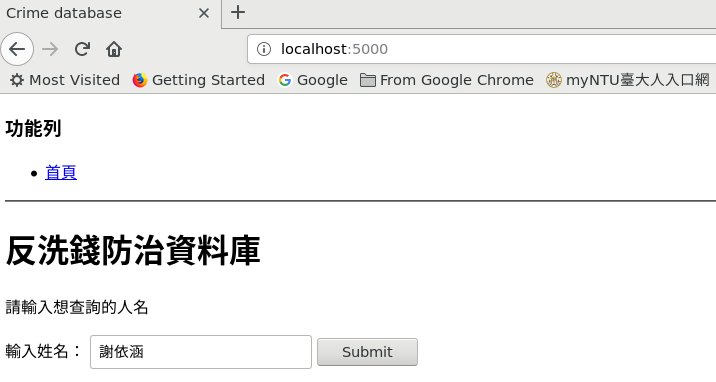 Crime database
localhost:5000
Most Visited Getting Started Google From Google Chrome myNTU臺大人入口網
功能列
首頁
反洗錢防治資料庫
請輸入想查詢的人名
輸入姓名： 謝依涵 Submit